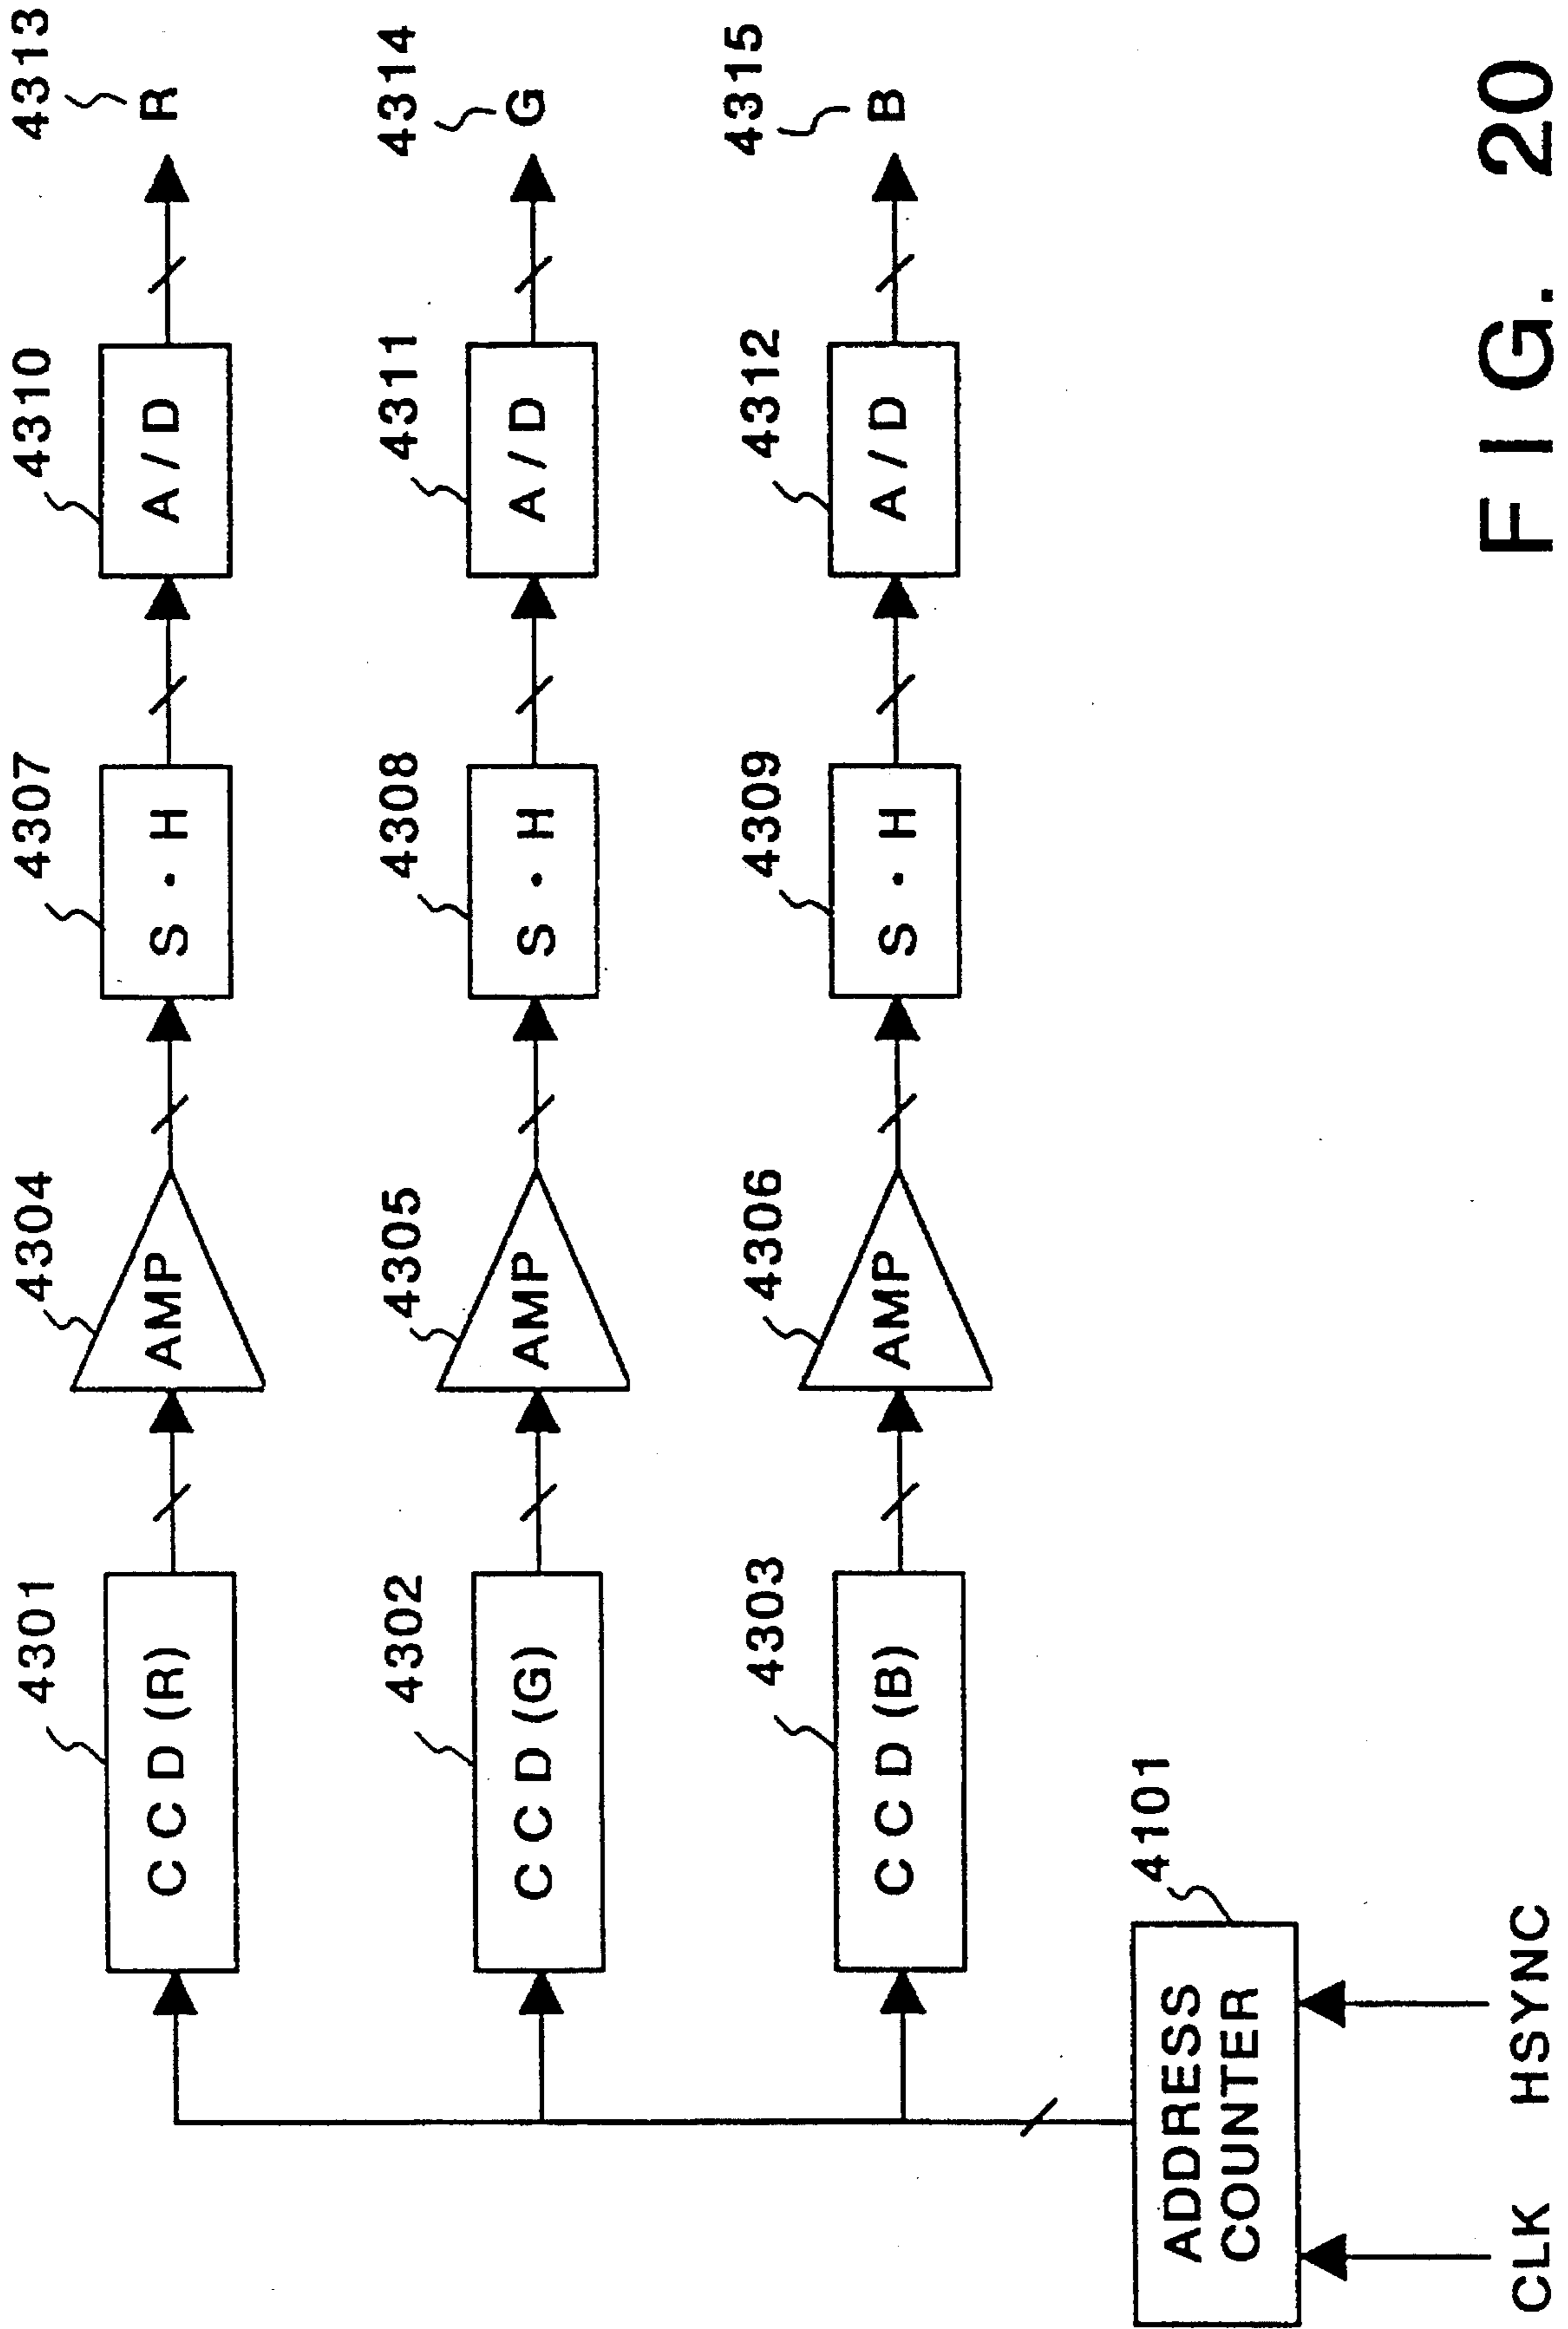 4301
CCD(R)
4304
AMP
4307
S・H
4310
A/D
4313
R
4302
CCD(G)
4305
AMP
4308
S・H
4311
A/D
4314
G
4303
CCD(B)
4306
AMP
4309
S・H
4312
A/D
4315
B
4101
ADDRESS
COUNTER
CLK HSYNC
FIG. 20